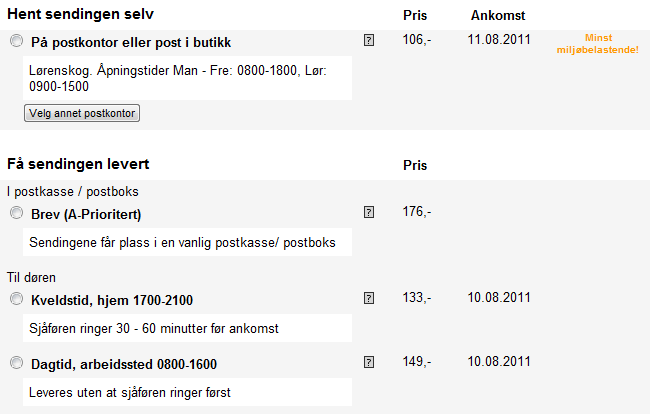 Hent sendingen selv Pris Ankomst
På postkontor eller post i butikk ? 106,- 11.08.2011 Minst
miljøbelastende!
Lørenskog. Åpningstider Man - Fre: 0800-1800, Lør:
0900-1500
Velg annet postkontor
Få sendingen levert Pris
I postkasse / postboks
Brev (A-Prioritert) ? 176,-
Sendingene får plass i en vanlig postkasse/ postboks
Til døren
Kveldstid, hjem 1700-2100 ? 133,- 10.08.2011
Sjåføren ringer 30 - 60 minutter før ankomst
Dagtid, arbeidssted 0800-1600 ? 149,- 10.08.2011
Leveres uten at sjåføren ringer først